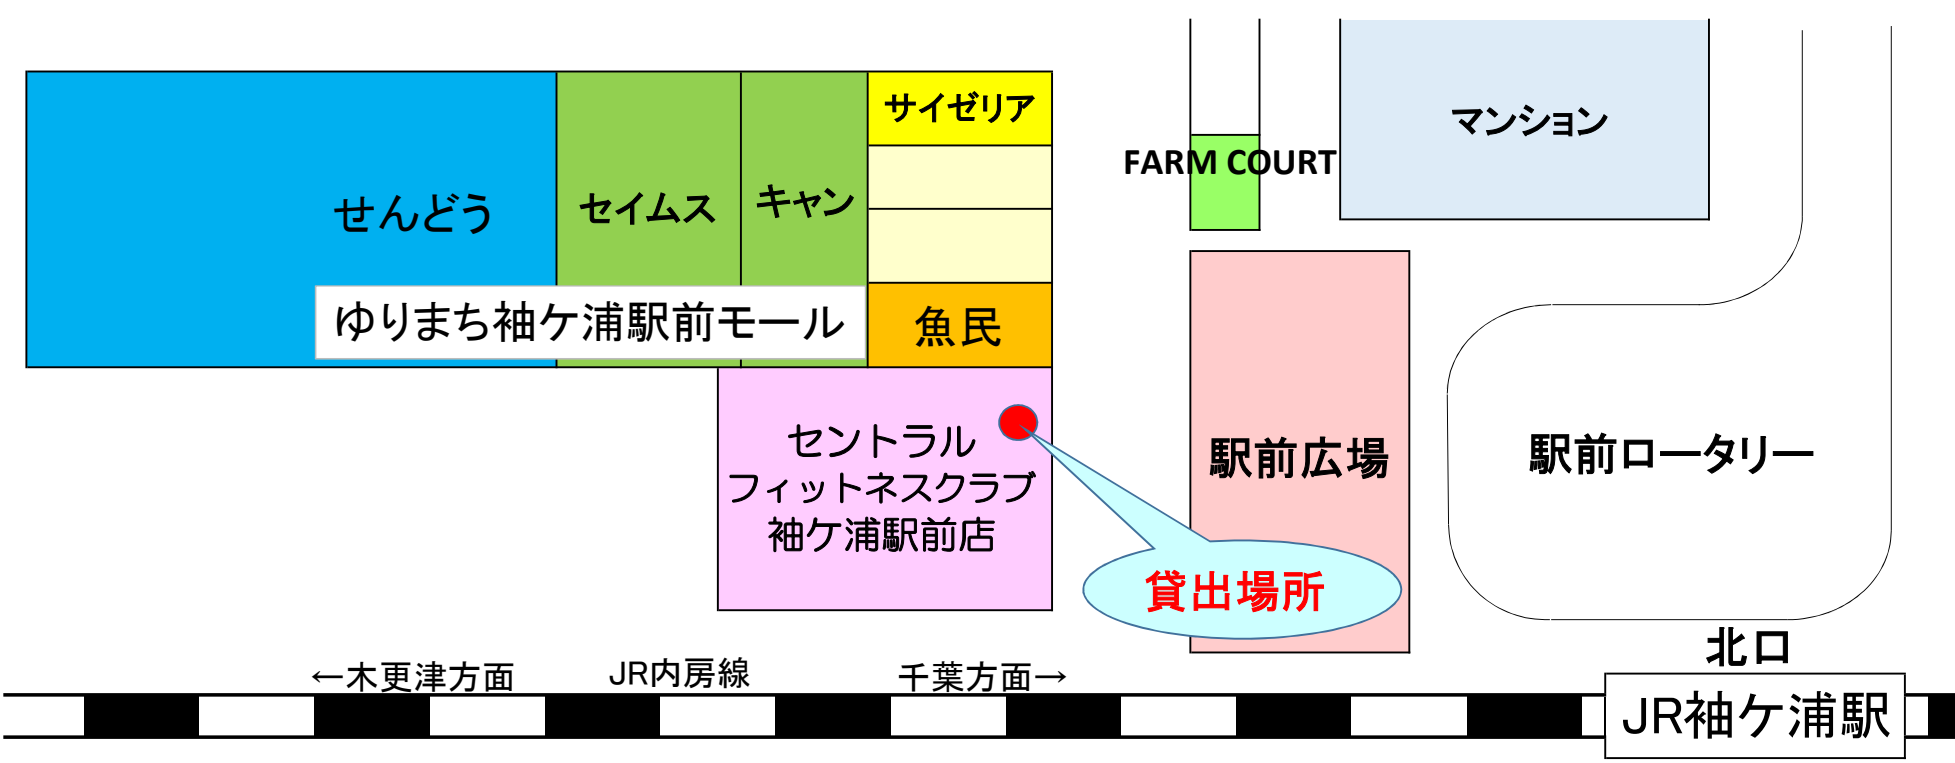 サイゼリア
マンション
FARM COURT
せんどう
セイムス
キャン
ゆりまち袖ケ浦駅前モール
魚民
セントラル
フィットネスクラブ
袖ケ浦駅前店
駅前広場
駅前ロータリー
貸出場所
北口
←木更津方面
JR内房線
千葉方面→
JR袖ケ浦駅